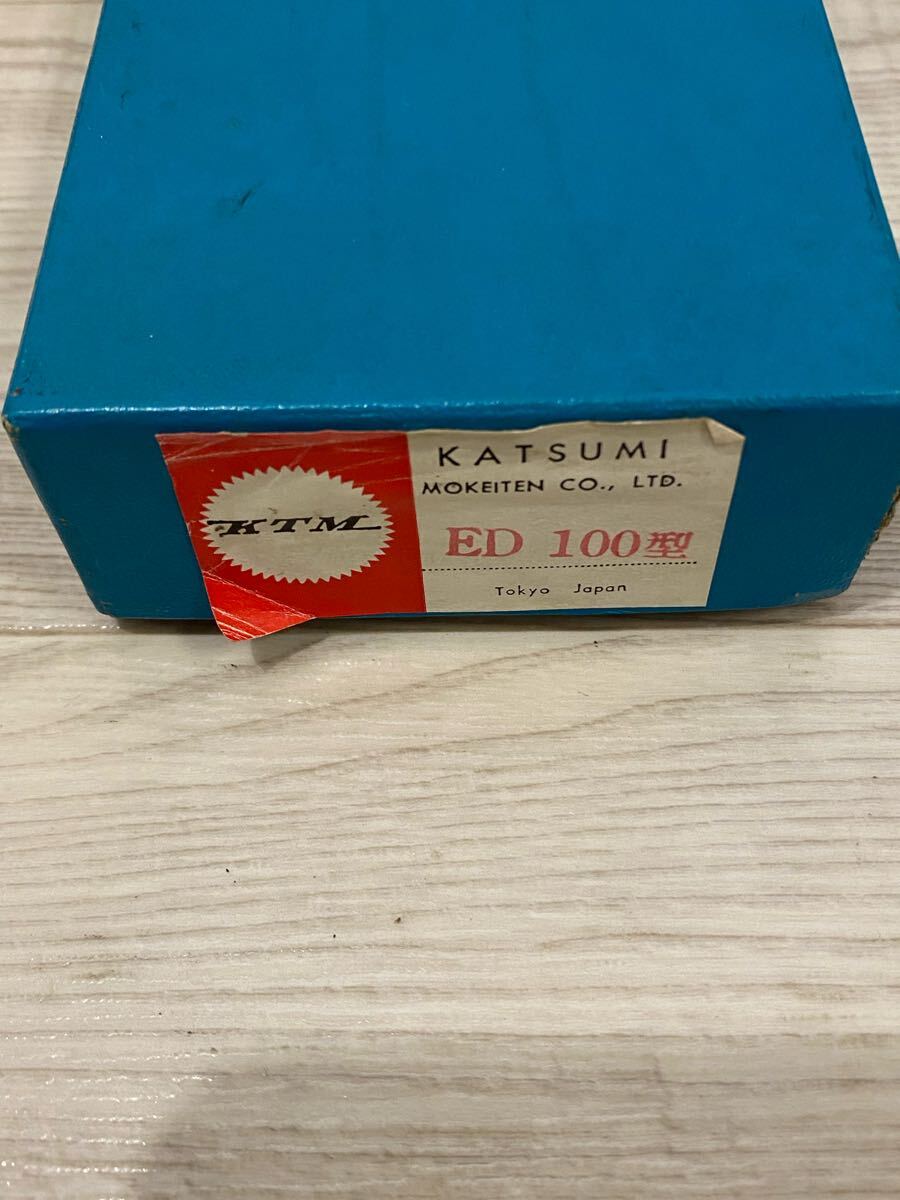 KTM
KATSUMI
MOKEITEN CO., LTD.
ED 100型
Tokyo Japan